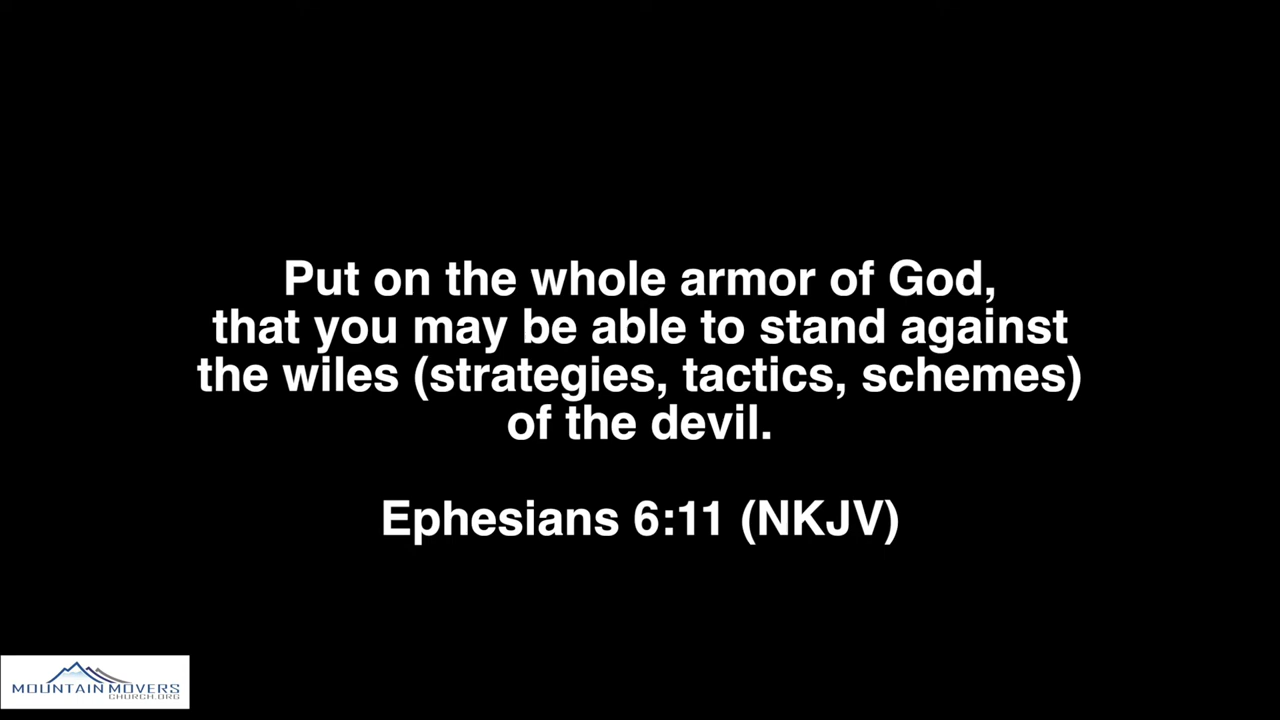 Put on the whole armor of God,
that you may be able to stand against
the wiles (strategies, tactics, schemes)
of the devil.
Ephesians 6:11 (NKJV)
MOUNTAIN MOVERS
CHURCH.ORG